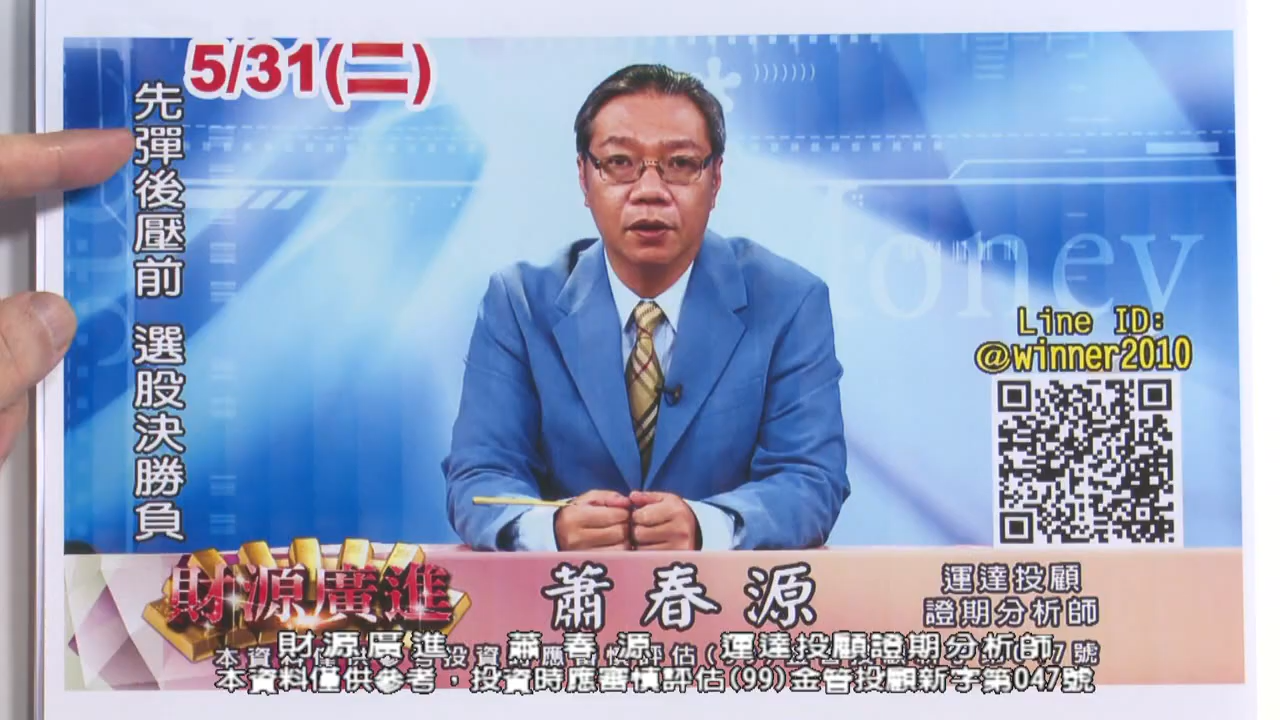 5/31(二)
先彈後壓前 選股決勝負
oney
Line ID:
@winner2010
財源廣進
蕭春源
運達投顧
證期分析師
財源廣進 蕭春源 運達投顧證期分析師
本資料僅供參考．投資時應審慎評估(99)金管投顧新字第047號